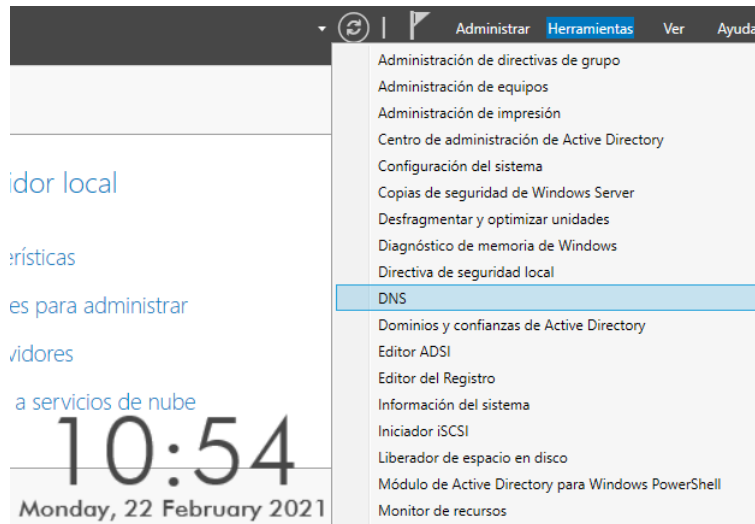 Administrar Herramientas Ver Ayuda
Administración de directivas de grupo
Administración de equipos
Administración de impresión
Centro de administración de Active Directory
Configuración del sistema
Copias de seguridad de Windows Server
Desfragmentar y optimizar unidades
Diagnóstico de memoria de Windows
Directiva de seguridad local
DNS
Dominios y confianzas de Active Directory
Editor ADSI
Editor del Registro
Información del sistema
Iniciador iSCSI
Liberador de espacio en disco
Módulo de Active Directory para Windows PowerShell
Monitor de recursos
idor local
erísticas
es para administrar
vidores
a servicios de nube
10:54
Monday, 22 February 2021